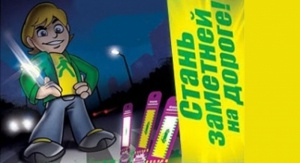 Стань
заметней
на дороге!